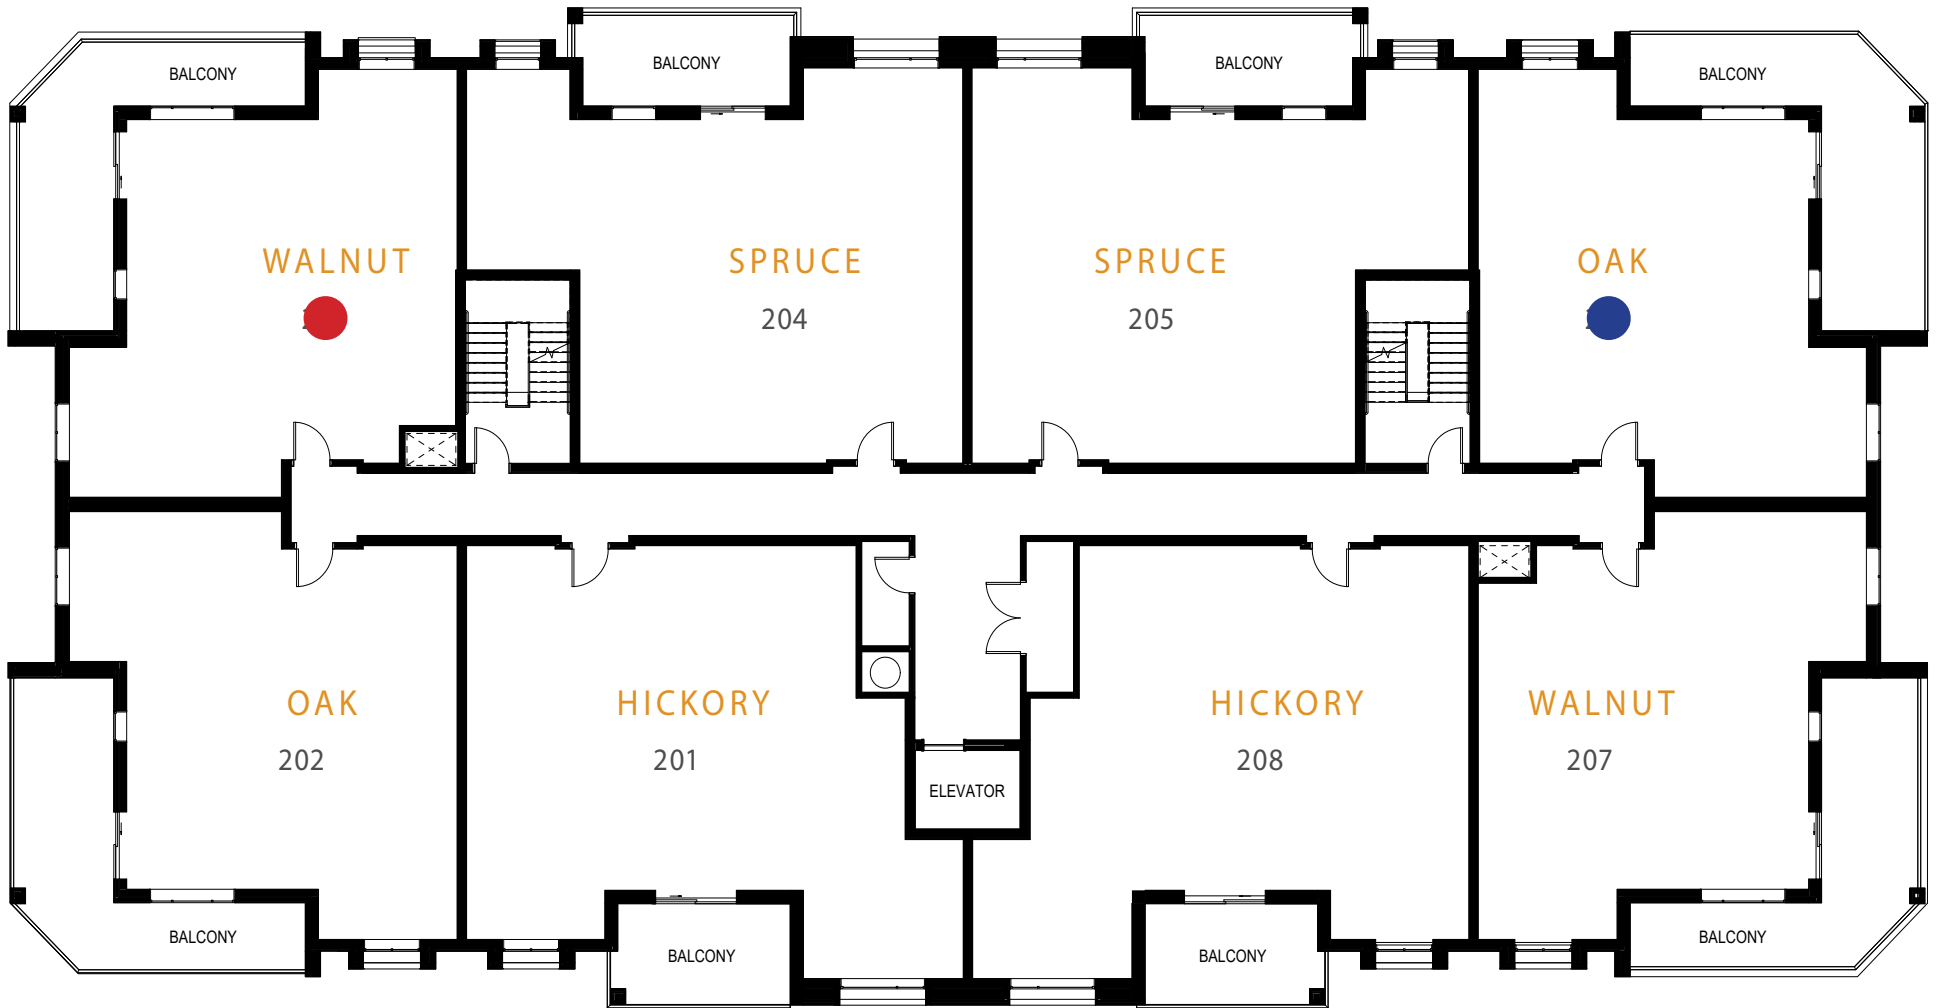 BALCONY
BALCONY
BALCONY
BALCONY
WALNUT
SPRUCE
SPRUCE
OAK
204
205
OAK
HICKORY
HICKORY
WALNUT
202
201
208
207
ELEVATOR
BALCONY
BALCONY
BALCONY
BALCONY